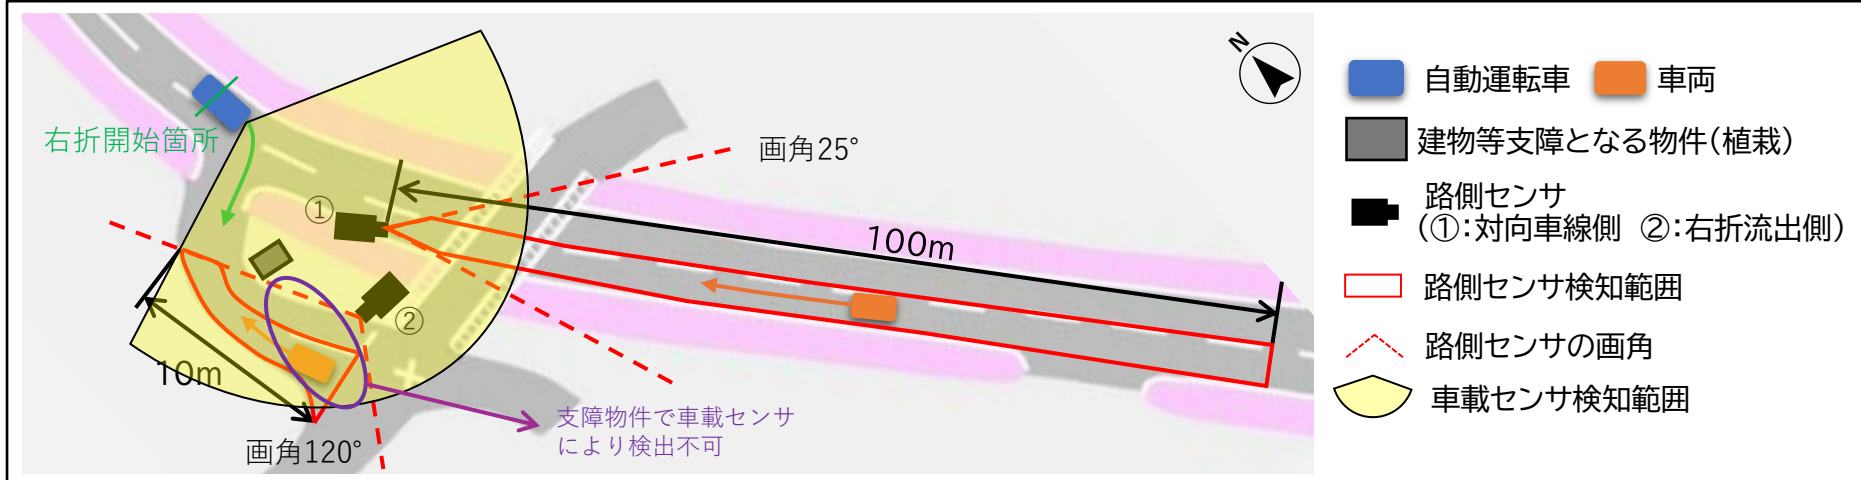 N
右折開始箇所
①
画角25°
100m
②
10m
画角120°
支障物件で車載センサ
により検出不可
自動運転車
車両
建物等支障となる物件(植栽)
路側センサ
(①:対向車線側 ②:右折流出側)
路側センサ検知範囲
路側センサの画角
車載センサ検知範囲